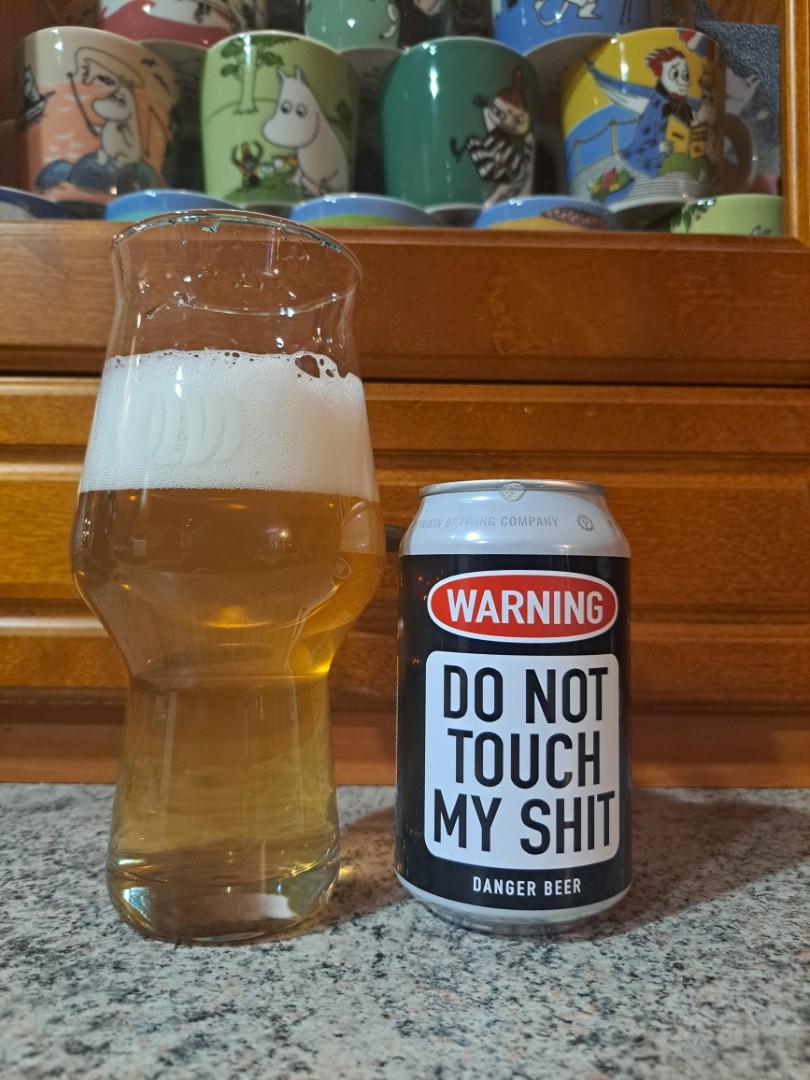 BREWING COMPANY
WARNING
DO NOT
TOUCH
MY SHIT
DANGER BEER